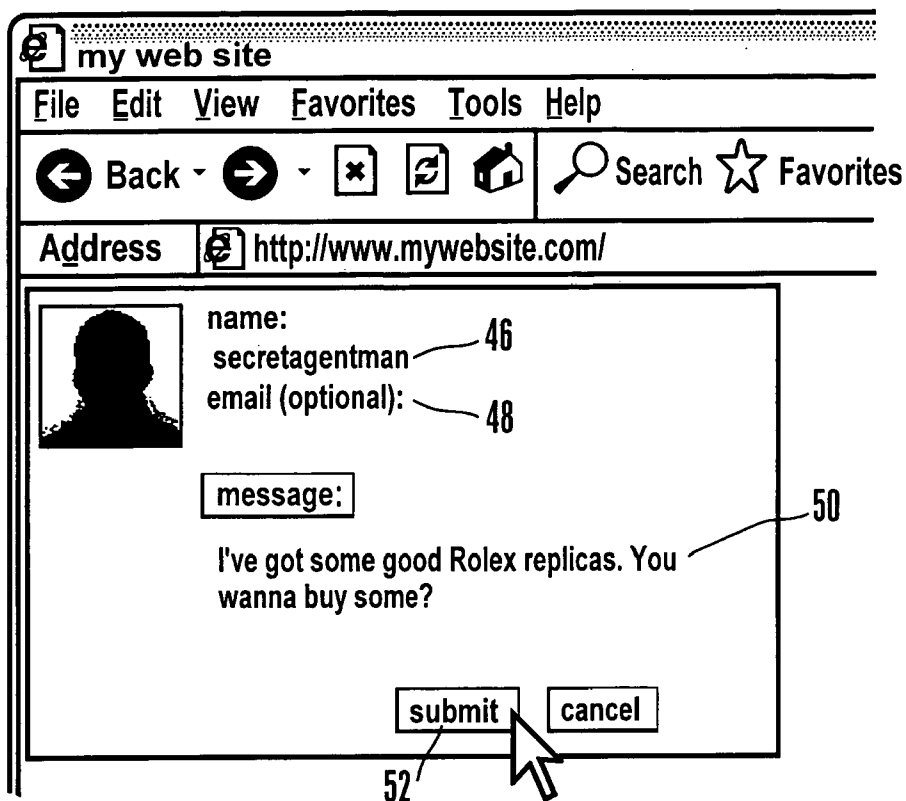 my web site
File Edit View Favorites Tools Help
Back Search Favorites
Address http://www.mywebsite.com/
name:
secretagentman 46
email (optional): 48
message:
50
I've got some good Rolex replicas. You
wanna buy some?
submit cancel
52